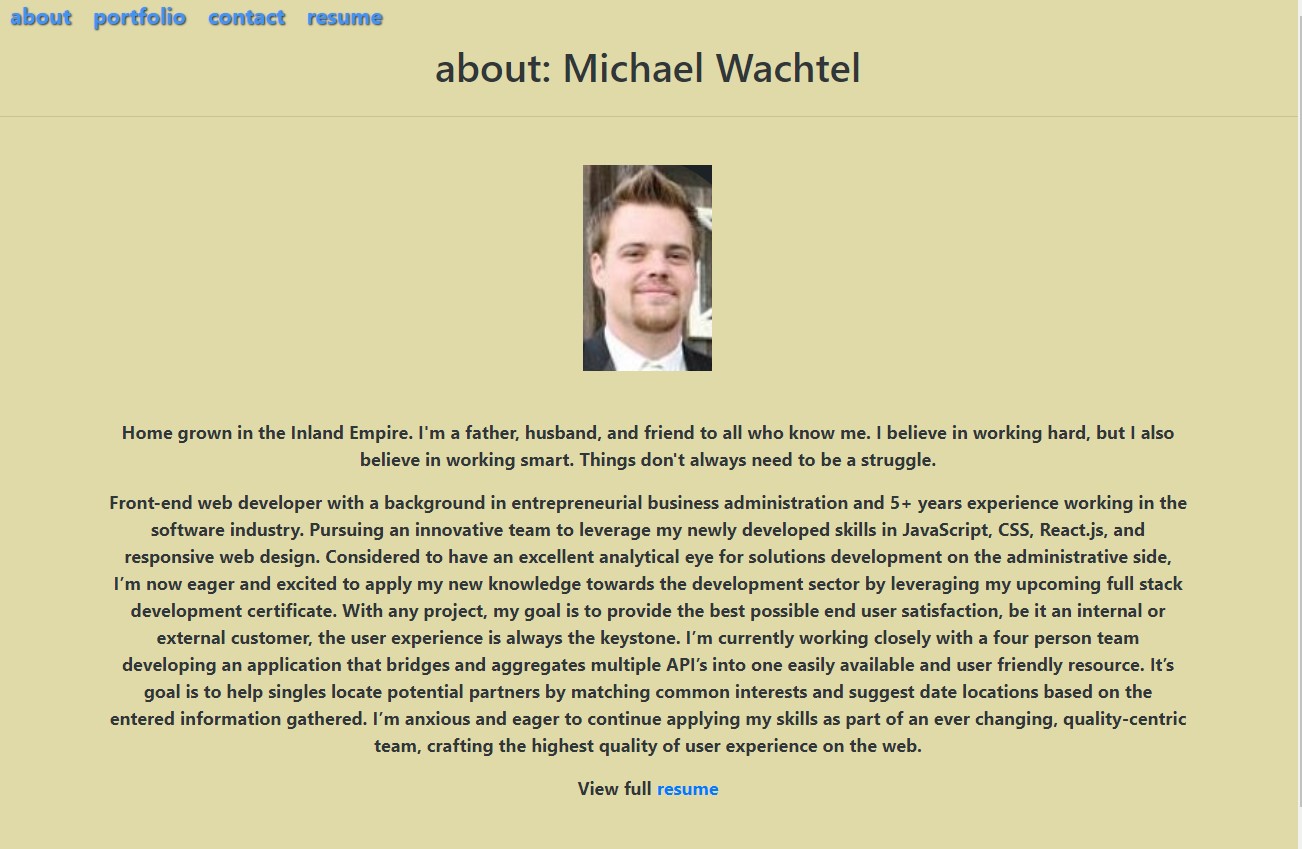 about portfolio contact resume
about: Michael Wachtel
Home grown in the Inland Empire. I'm a father, husband, and friend to all who know me. I believe in working hard, but I also
believe in working smart. Things don't always need to be a struggle.
Front-end web developer with a background in entrepreneurial business administration and 5+ years experience working in the
software industry. Pursuing an innovative team to leverage my newly developed skills in JavaScript, CSS, React.js, and
responsive web design. Considered to have an excellent analytical eye for solutions development on the administrative side,
I’m now eager and excited to apply my new knowledge towards the development sector by leveraging my upcoming full stack
development certificate. With any project, my goal is to provide the best possible end user satisfaction, be it an internal or
external customer, the user experience is always the keystone. I’m currently working closely with a four person team
developing an application that bridges and aggregates multiple API’s into one easily available and user friendly resource. It’s
goal is to help singles locate potential partners by matching common interests and suggest date locations based on the
entered information gathered. I’m anxious and eager to continue applying my skills as part of an ever changing, quality-centric
team, crafting the highest quality of user experience on the web.
View full resume